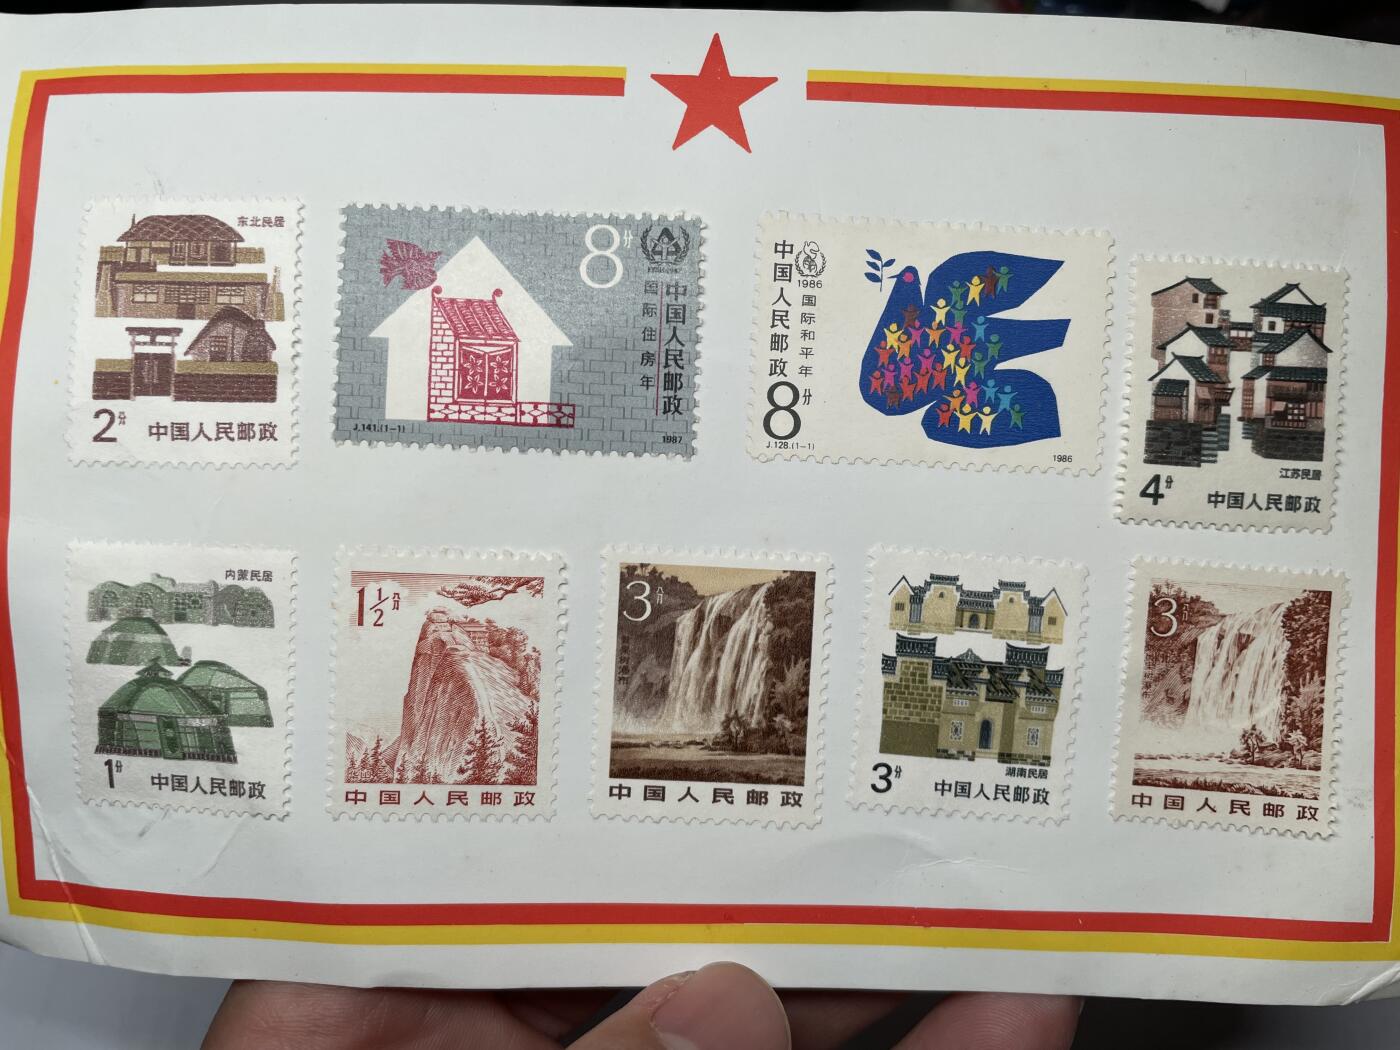 东北民居
2分
中国人民邮政
8分
国际住房年
中国人民邮政
J.141.(1-1)
1987
中国人民邮政
1986
国际和平年
8分
J.128.(1-1)
1986
江苏民居
4分
中国人民邮政
内蒙民居
1分
中国人民邮政
1 1/2分
中国人民邮政
3分
中国人民邮政
3分
湖南民居
中国人民邮政
3分
中国人民邮政